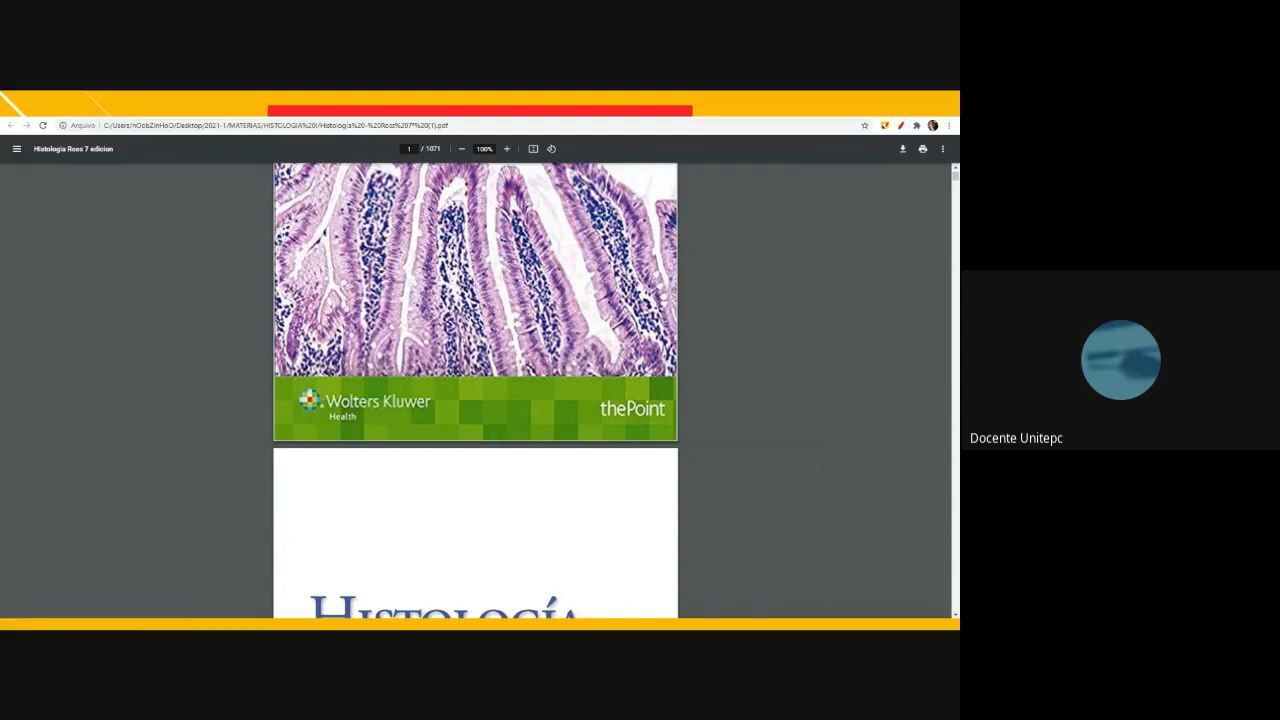 Arquivo
C:/Users/nOobZinHoO/Desktop/2021-1/MATERIAS/HISTOLOGIA%20I/Histologia%20-%20Ross%207°%20(1).pdf
Histologia Ross 7 edicion
1 / 1071
100%
Wolters Kluwer
Health
thePoint
HISTOLOGÍA
Docente Unitepc